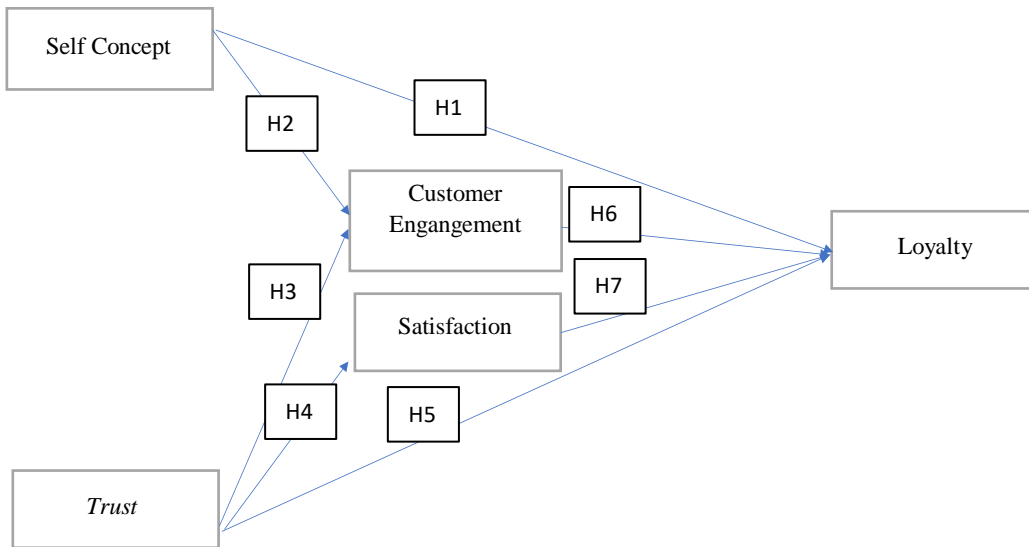 Self Concept
H1
H2
Customer
Engangement
H6
Loyalty
H3
H7
Satisfaction
H4
H5
Trust